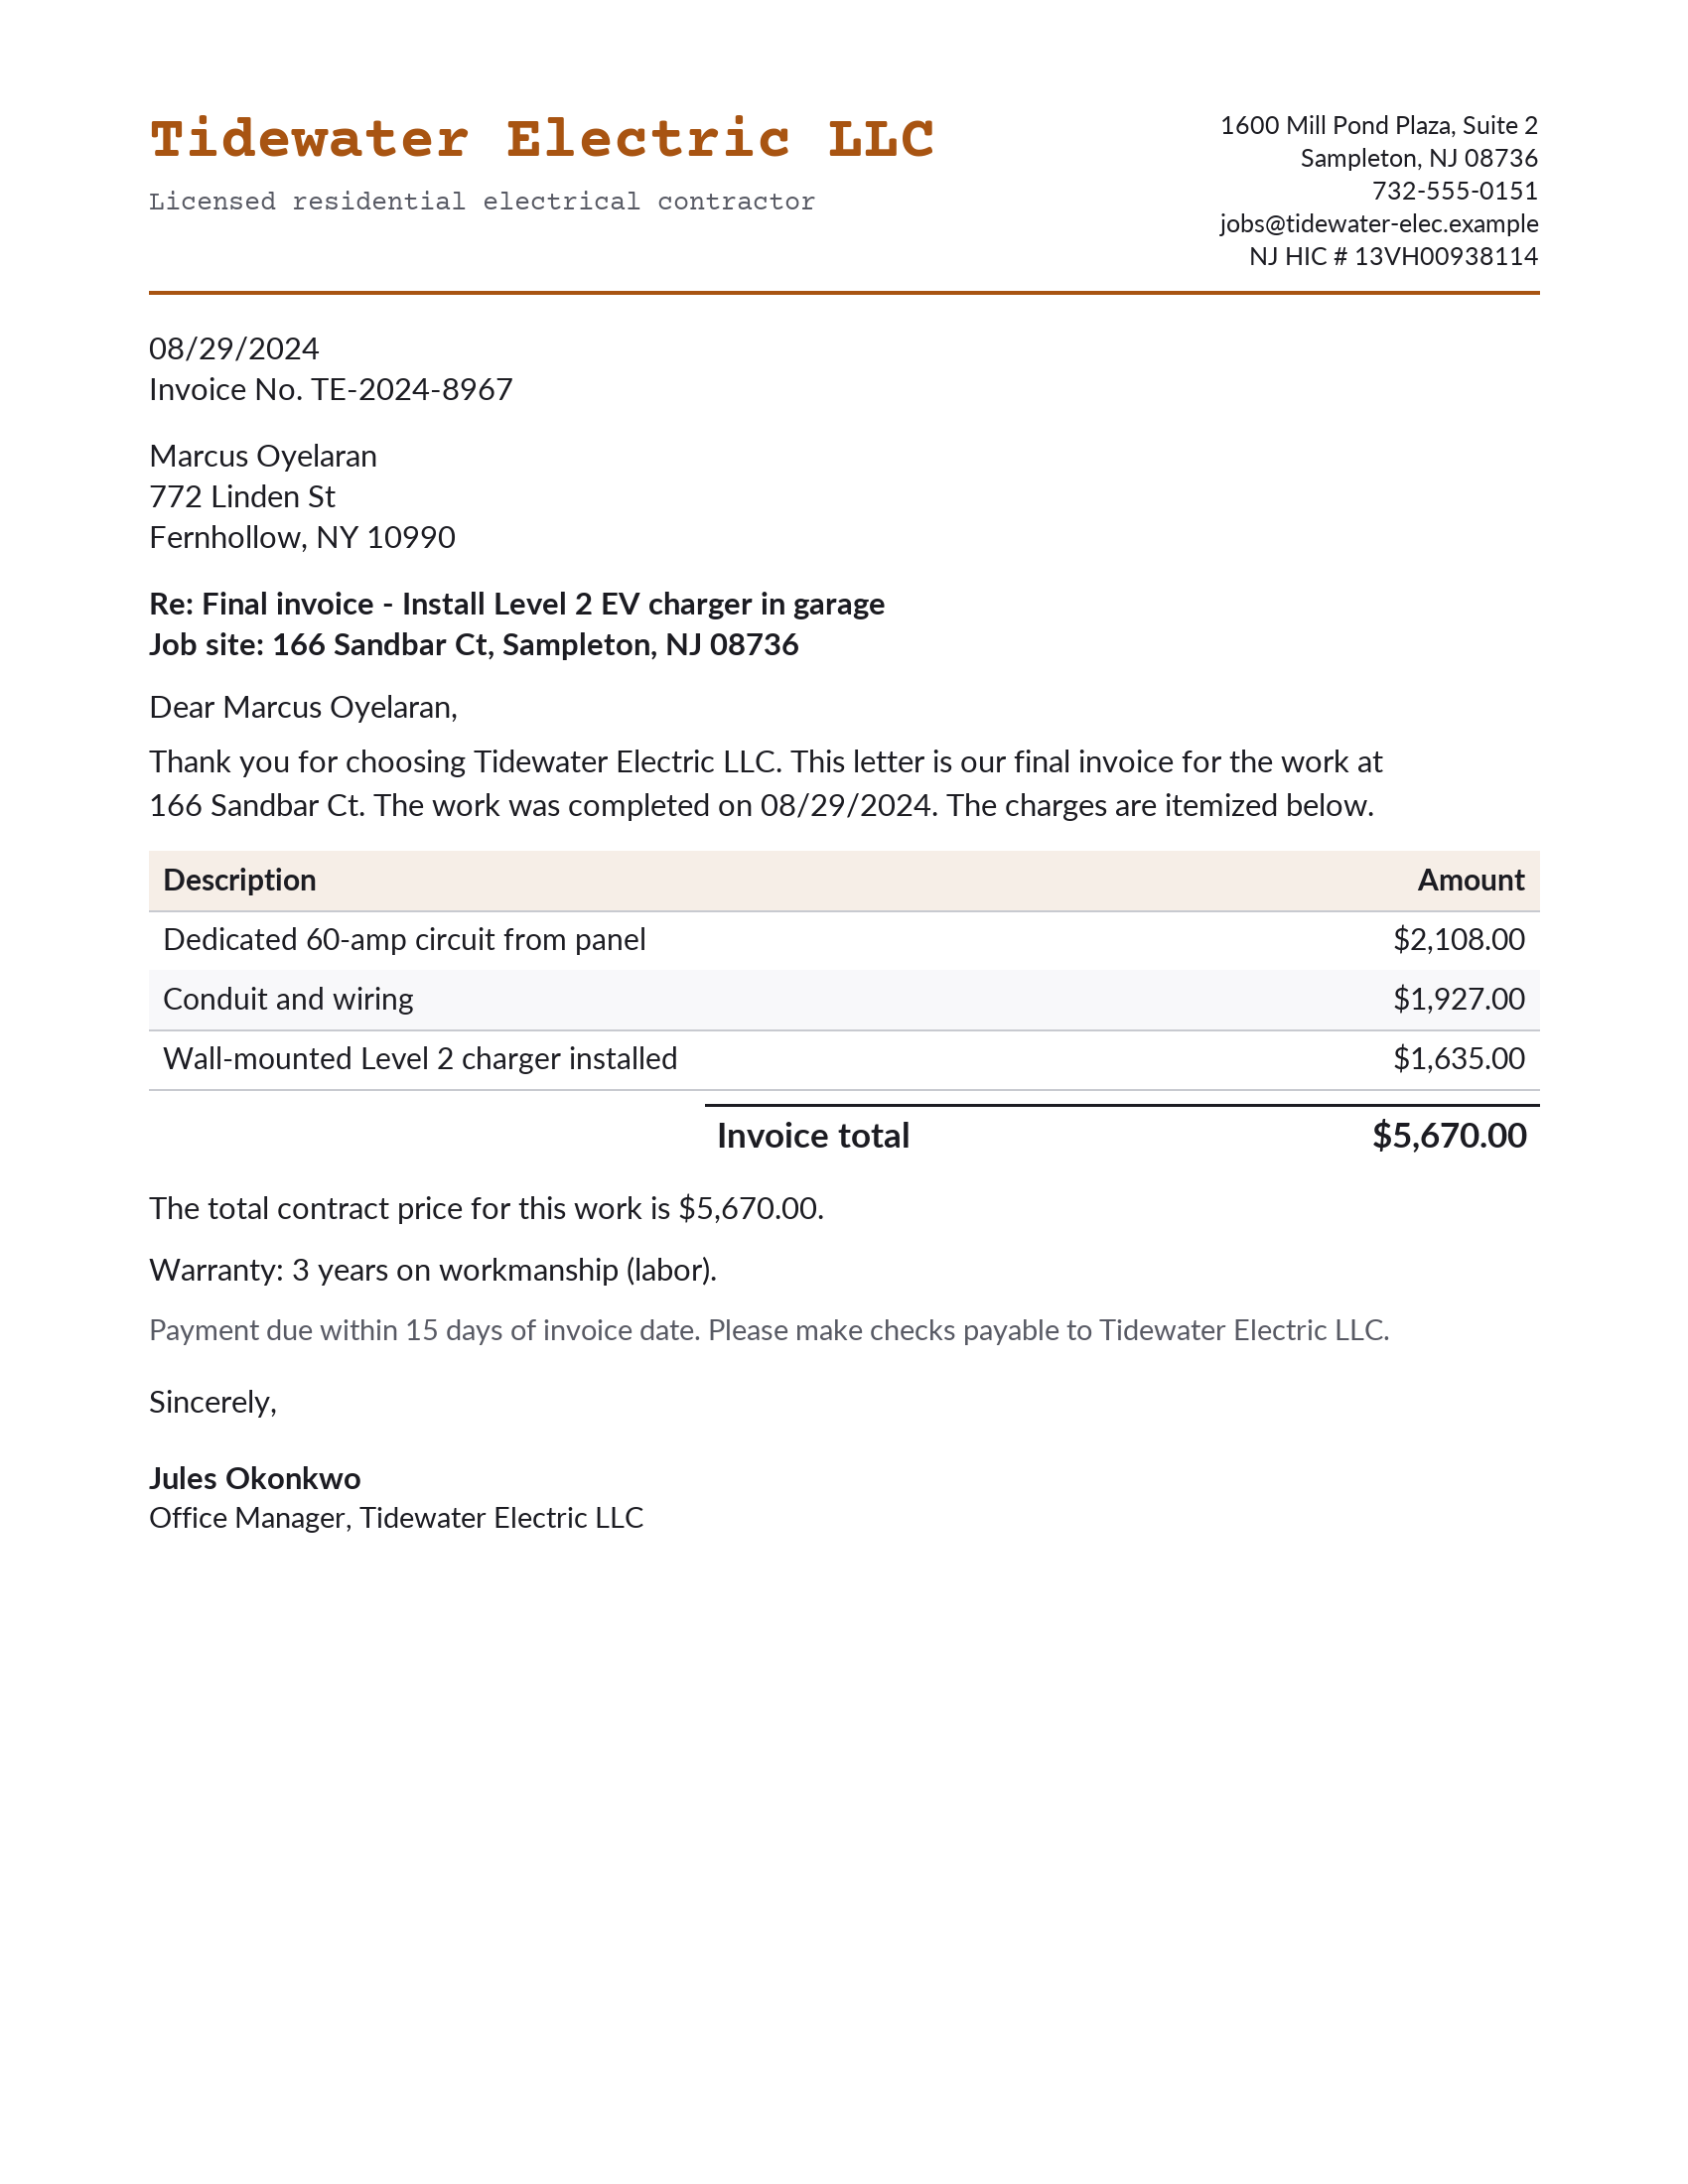 Tidewater Electric LLC
Licensed residential electrical contractor
1600 Mill Pond Plaza, Suite 2
Sampleton, NJ 08736
732-555-0151
jobs@tidewater-elec.example
NJ HIC # 13VH00938114
08/29/2024
Invoice No. TE-2024-8967
Marcus Oyelaran
772 Linden St
Fernhollow, NY 10990
Re: Final invoice - Install Level 2 EV charger in garage
Job site: 166 Sandbar Ct, Sampleton, NJ 08736
Dear Marcus Oyelaran,
Thank you for choosing Tidewater Electric LLC. This letter is our final invoice for the work at
166 Sandbar Ct. The work was completed on 08/29/2024. The charges are itemized below.
Description Amount
Dedicated 60-amp circuit from panel $2,108.00
Conduit and wiring $1,927.00
Wall-mounted Level 2 charger installed $1,635.00
Invoice total $5,670.00
The total contract price for this work is $5,670.00.
Warranty: 3 years on workmanship (labor).
Payment due within 15 days of invoice date. Please make checks payable to Tidewater Electric LLC.
Sincerely,
Jules Okonkwo
Office Manager, Tidewater Electric LLC